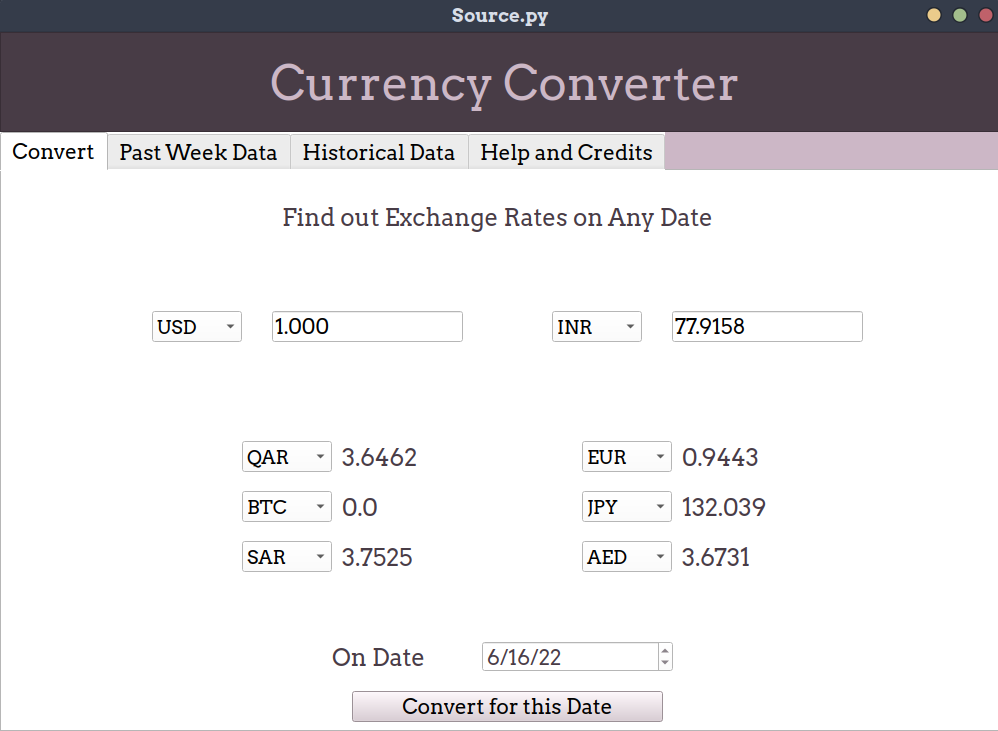 Source.py
Currency Converter
Convert Past Week Data Historical Data Help and Credits
Find out Exchange Rates on Any Date
USD 1.000 INR 77.9158
QAR 3.6462 EUR 0.9443
BTC 0.0 JPY 132.039
SAR 3.7525 AED 3.6731
On Date 6/16/22
Convert for this Date